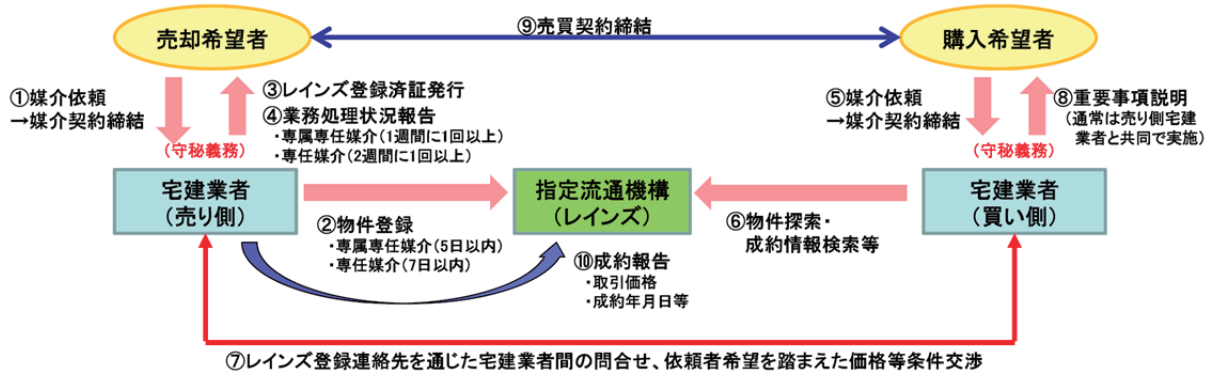 ⑨売買契約締結
売却希望者
購入希望者
①媒介依頼
→媒介契約締結
③レインズ登録済証発行
④業務処理状況報告
・専属専任媒介(1週間に1回以上)
・専任媒介(2週間に1回以上)
(守秘義務)
⑤媒介依頼
→媒介契約締結
⑧重要事項説明
(通常は売り側宅建
業者と共同で実施)
(守秘義務)
宅建業者
(売り側)
指定流通機構
(レインズ)
宅建業者
(買い側)
②物件登録
・専属専任媒介(5日以内)
・専任媒介(7日以内)
⑥物件探索・
成約情報検索等
⑩成約報告
・取引価格
・成約年月日等
⑦レインズ登録連絡先を通じた宅建業者間の問合せ、依頼者希望を踏まえた価格等条件交渉